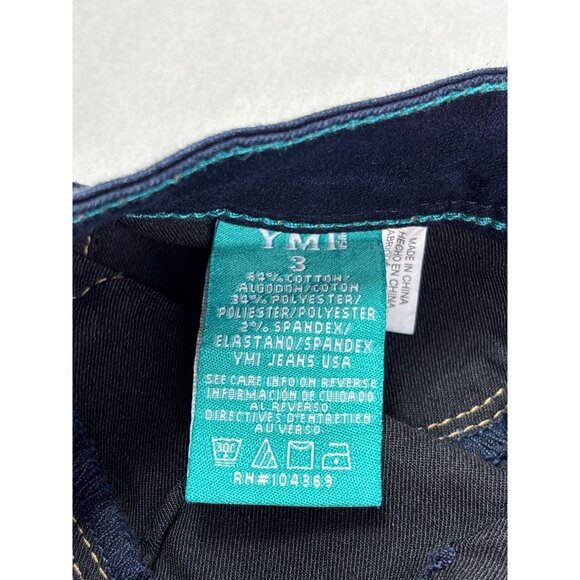 YMI
3
64% COTTON/
ALGODON/COTON
34% POLYESTER/
POLIESTER/POLYESTER
2% SPANDEX/
ELASTANO/SPANDEX
YMI JEANS USA
SEE CARE INFO ON REVERSE
INFORMACIÓN DE CUIDADO
AL REVERSO
DIRECTIVES D'ENTRETIEN
AU VERSO
30C
RN#104369
MADE IN CHINA
HECHO EN CHINA